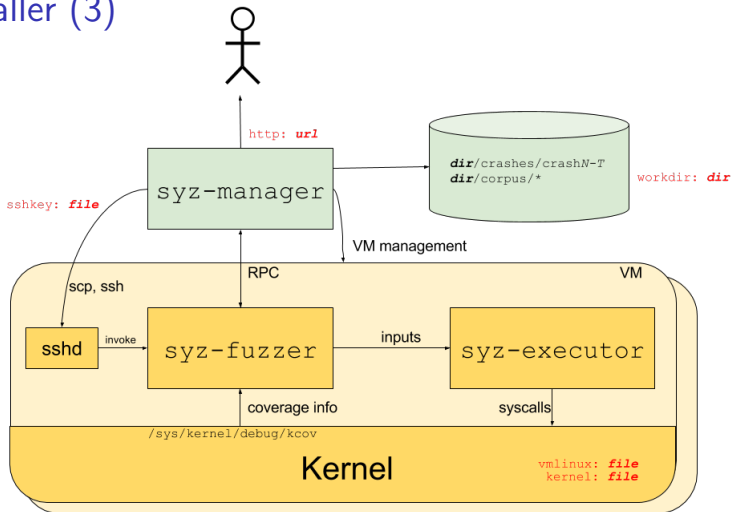 aller (3)
http: url
syz-manager
dir/crashes/crashN-T
dir/corpus/*
workdir: dir
sshkey: file
VM management
RPC
VM
scp, ssh
sshd
invoke
syz-fuzzer
inputs
syz-executor
coverage info
syscalls
/sys/kernel/debug/kcov
Kernel
vmlinux: file
kernel: file